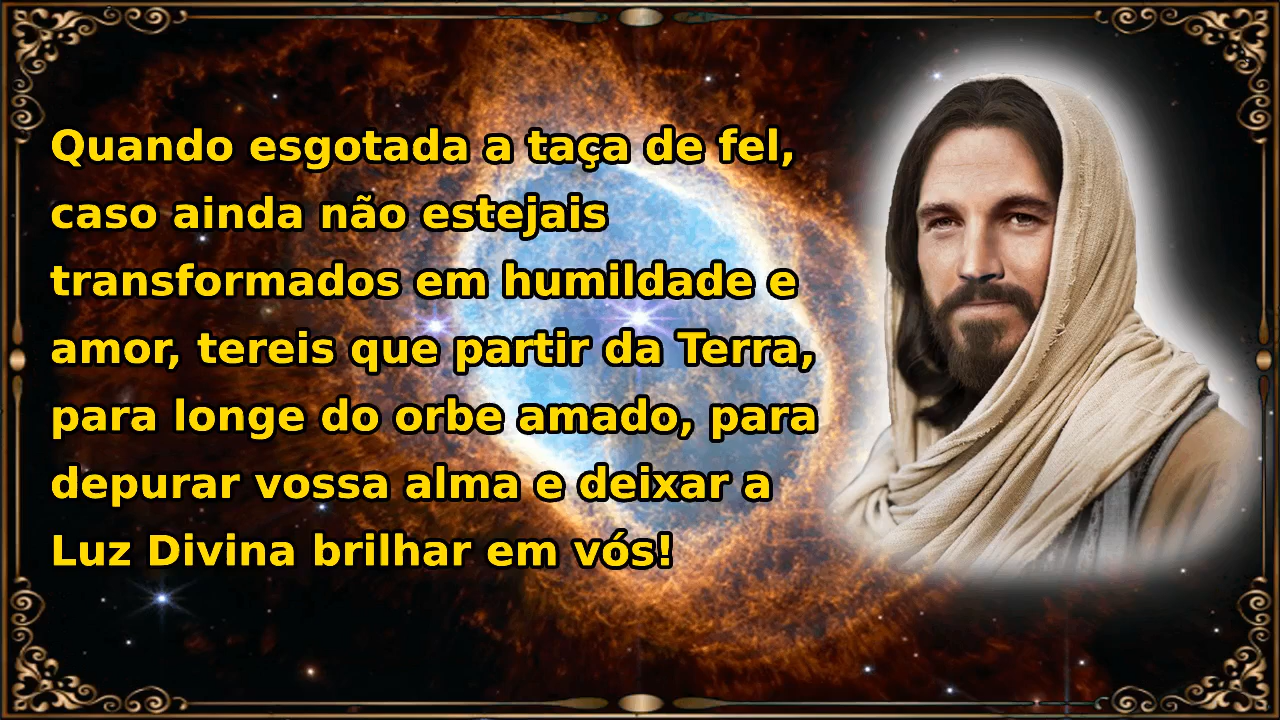 Quando esgotada a taça de fel,
caso ainda não estejais
transformados em humildade e
amor, tereis que partir da Terra,
para longe do orbe amado, para
depurar vossa alma e deixar a
Luz Divina brilhar em vós!